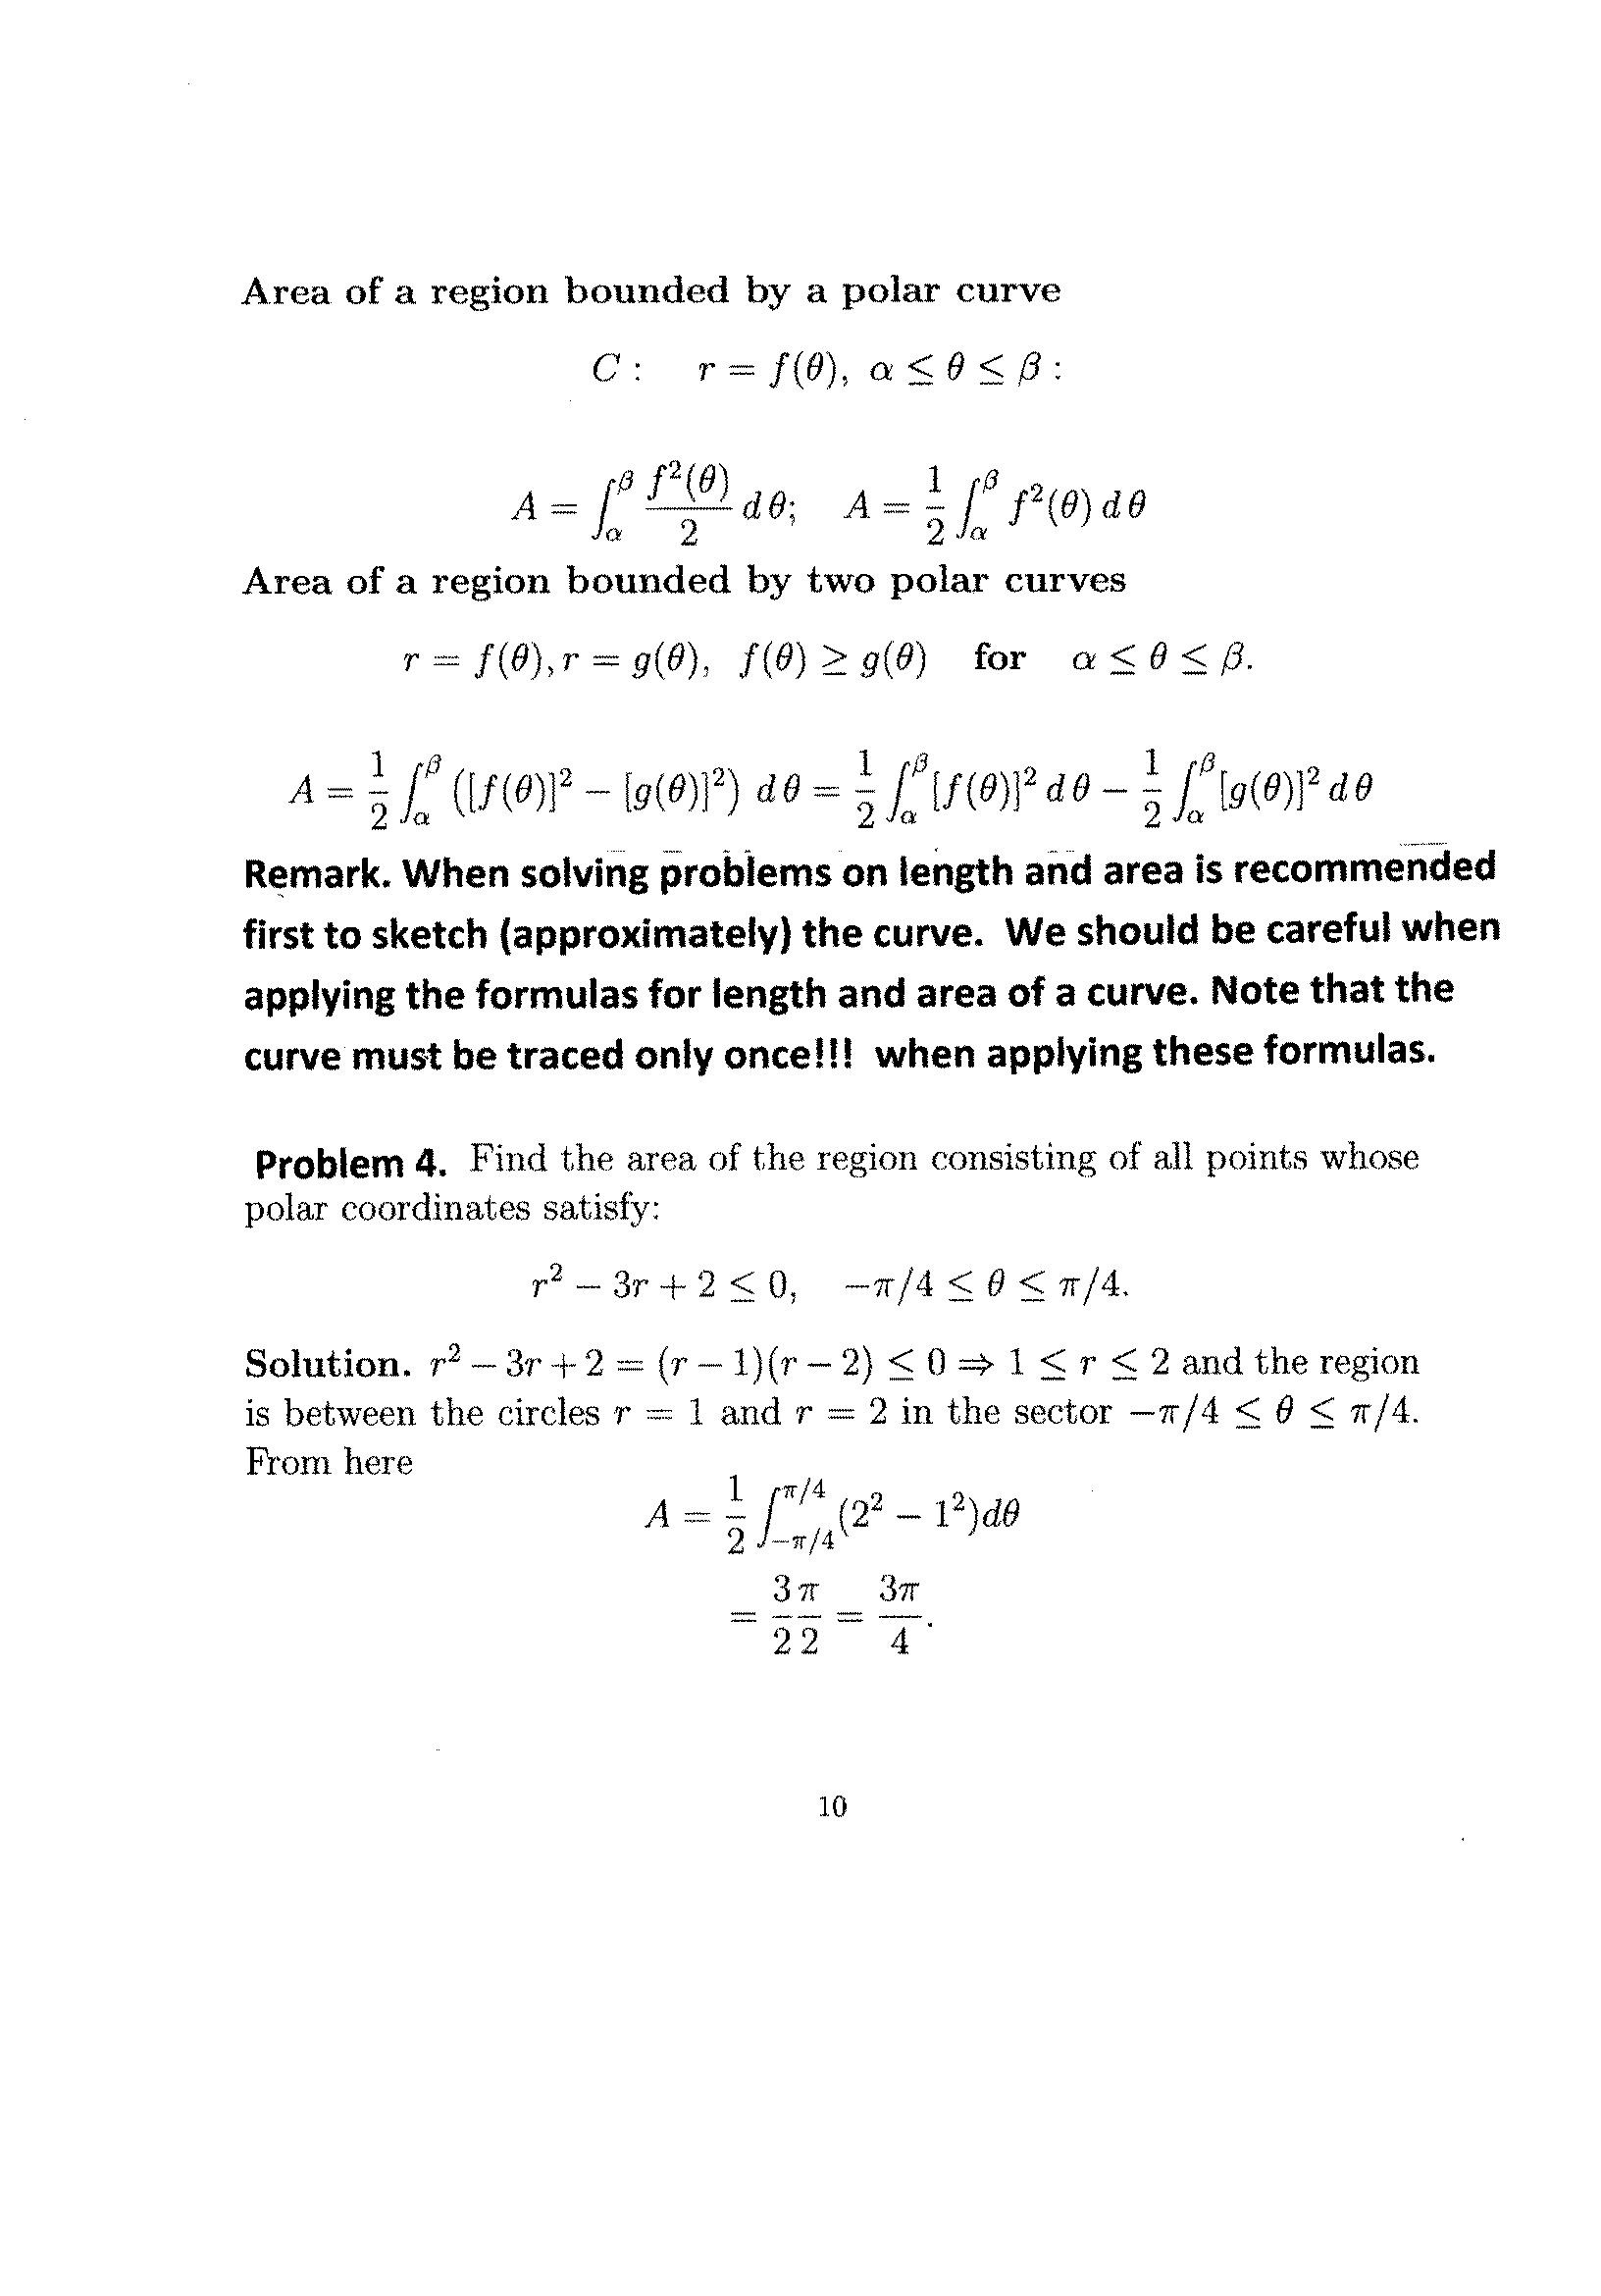 Area of a region bounded by a polar curve
C : r = f(θ), α ≤ θ ≤ β :
A = ∫_α^β f²(θ)/2 dθ; A = 1/2 ∫_α^β f²(θ) dθ
Area of a region bounded by two polar curves
r = f(θ), r = g(θ), f(θ) ≥ g(θ) for α ≤ θ ≤ β.
A = 1/2 ∫_α^β ([f(θ)]² − [g(θ)]²) dθ = 1/2 ∫_α^β [f(θ)]² dθ − 1/2 ∫_α^β [g(θ)]² dθ
Remark. When solving problems on length and area is recommended
first to sketch (approximately) the curve. We should be careful when
applying the formulas for length and area of a curve. Note that the
curve must be traced only once!!! when applying these formulas.
Problem 4. Find the area of the region consisting of all points whose
polar coordinates satisfy:
r² − 3r + 2 ≤ 0, −π/4 ≤ θ ≤ π/4.
Solution. r² − 3r + 2 = (r − 1)(r − 2) ≤ 0 ⇒ 1 ≤ r ≤ 2 and the region
is between the circles r = 1 and r = 2 in the sector −π/4 ≤ θ ≤ π/4.
From here
A = 1/2 ∫_{−π/4}^{π/4} (2² − 1²)dθ
= 3/2 π/2 = 3π/4.
10